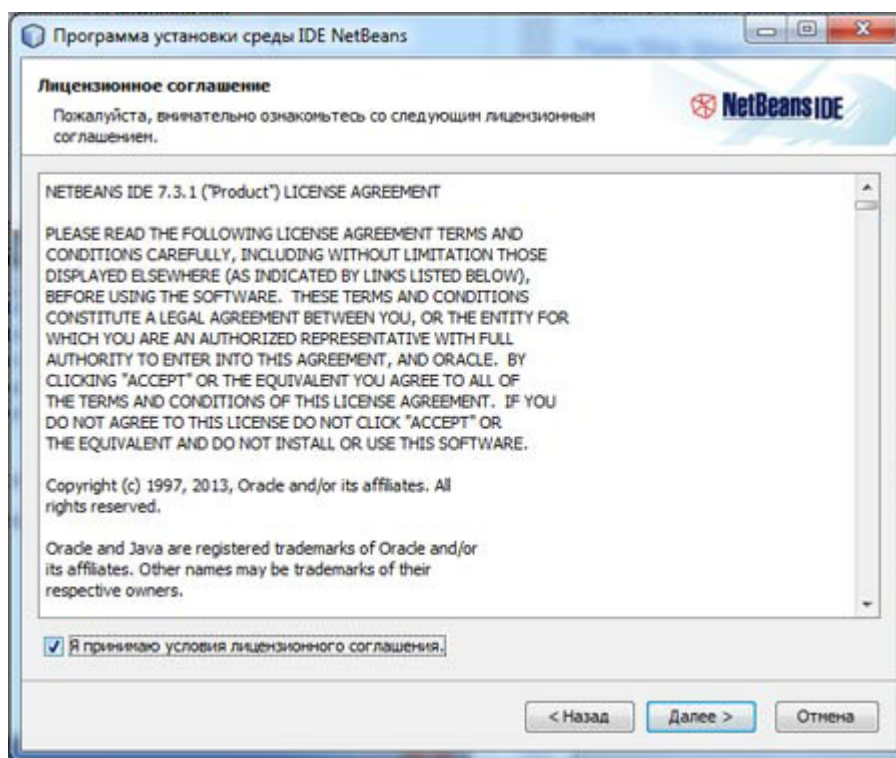 Программа установки среды IDE NetBeans
Лицензионное соглашение
Пожалуйста, внимательно ознакомьтесь со следующим лицензионным
соглашением.
NetBeans IDE
NETBEANS IDE 7.3.1 ("Product") LICENSE AGREEMENT
PLEASE READ THE FOLLOWING LICENSE AGREEMENT TERMS AND
CONDITIONS CAREFULLY, INCLUDING WITHOUT LIMITATION THOSE
DISPLAYED ELSEWHERE (AS INDICATED BY LINKS LISTED BELOW),
BEFORE USING THE SOFTWARE.  THESE TERMS AND CONDITIONS
CONSTITUTE A LEGAL AGREEMENT BETWEEN YOU, OR THE ENTITY FOR
WHICH YOU ARE AN AUTHORIZED REPRESENTATIVE WITH FULL
AUTHORITY TO ENTER INTO THIS AGREEMENT, AND ORACLE.  BY
CLICKING "ACCEPT" OR THE EQUIVALENT YOU AGREE TO ALL OF
THE TERMS AND CONDITIONS OF THIS LICENSE AGREEMENT.  IF YOU
DO NOT AGREE TO THIS LICENSE DO NOT CLICK "ACCEPT" OR
THE EQUIVALENT AND DO NOT INSTALL OR USE THIS SOFTWARE.
Copyright (c) 1997, 2013, Oracle and/or its affiliates. All
rights reserved.
Oracle and Java are registered trademarks of Oracle and/or
its affiliates. Other names may be trademarks of their
respective owners.
Я принимаю условия лицензионного соглашения.
< Назад
Далее >
Отмена